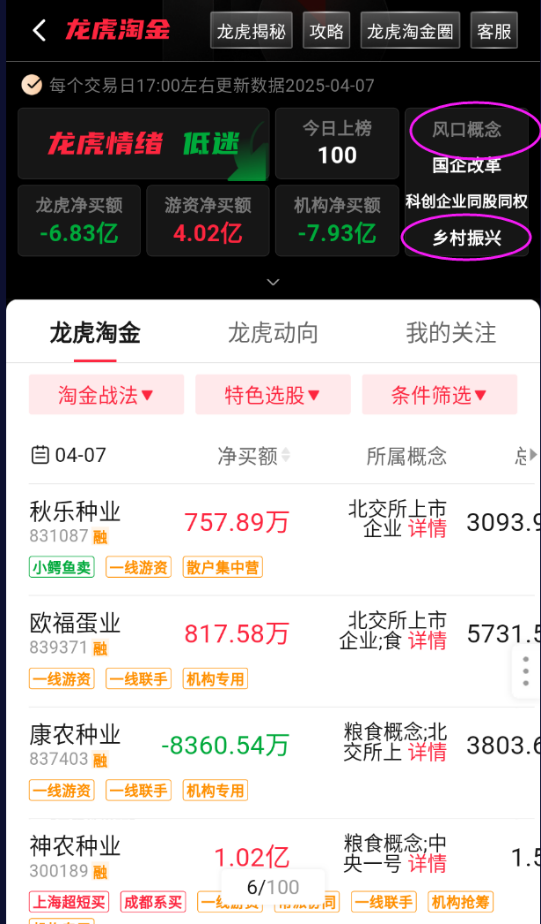 龙虎淘金
龙虎揭秘
攻略
龙虎淘金圈
客服
每个交易日17:00左右更新数据2025-04-07
龙虎情绪 低迷
今日上榜
100
风口概念
国企改革
科创企业同股同权
乡村振兴
龙虎净买额
-6.83亿
游资净买额
4.02亿
机构净买额
-7.93亿
龙虎淘金
龙虎动向
我的关注
淘金战法▼
特色选股▼
条件筛选▼
04-07
净买额
所属概念
秋乐种业
831087 融
757.89万
北交所上市
企业 详情
3093.9
小鳄鱼卖
一线游资
散户集中营
欧福蛋业
839371 融
817.58万
北交所上市
企业;食 详情
5731.5
一线游资
一线联手
机构专用
康农种业
837403 融
-8360.54万
粮食概念;北
交所上 详情
3803.6
一线游资
一线联手
机构专用
神农种业
300189 融
1.02亿
粮食概念;中
央一号 详情
1.5
6/100
上海超短买
成都系买
一线联手
机构抢筹